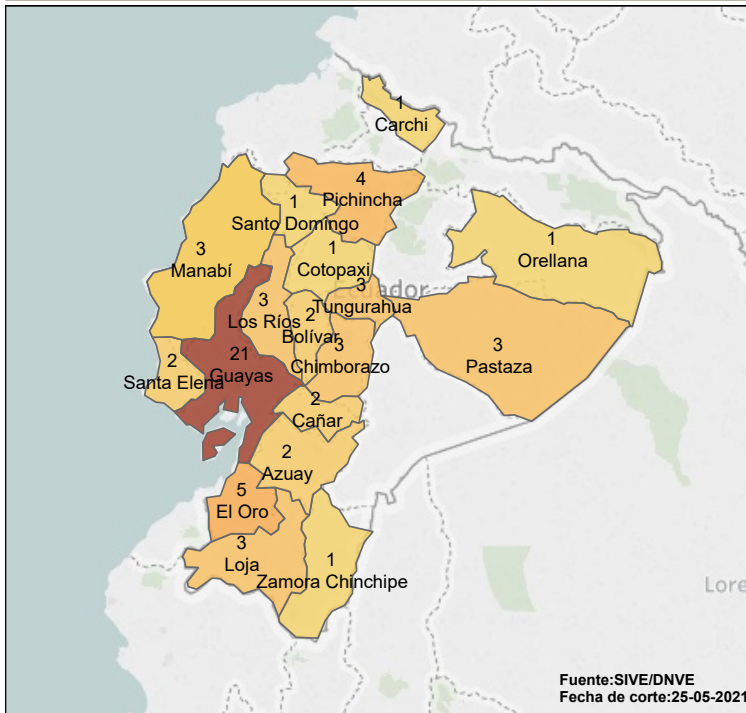 1
Carchi
4
Pichincha
1
Santo Domingo
1
Orellana
3
Manabí
1
Cotopaxi
Ecuador
3
Tungurahua
3
Los Ríos
2
Bolívar
3
Chimborazo
3
Pastaza
21
Guayas
2
Santa Elena
2
Cañar
2
Azuay
5
El Oro
3
Loja
1
Zamora Chinchipe
Lore
Fuente:SIVE/DNVE
Fecha de corte:25-05-2021